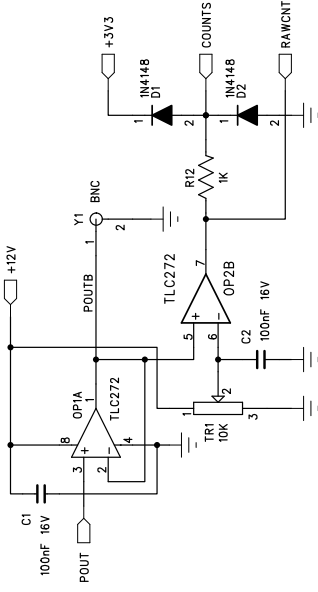 +3V3
COUNTS
RAWCNT
1N4148
D1
1
2
1N4148
D2
1
2
R12
1K
Y1
BNC
1
2
+12V
POUTB
TLC272
OP2B
7
5
+
6
-
C2
100nF 16V
OP1A
TLC272
1
8
4
3
+
2
-
TR1
10K
1
2
3
C1
100nF 16V
POUT